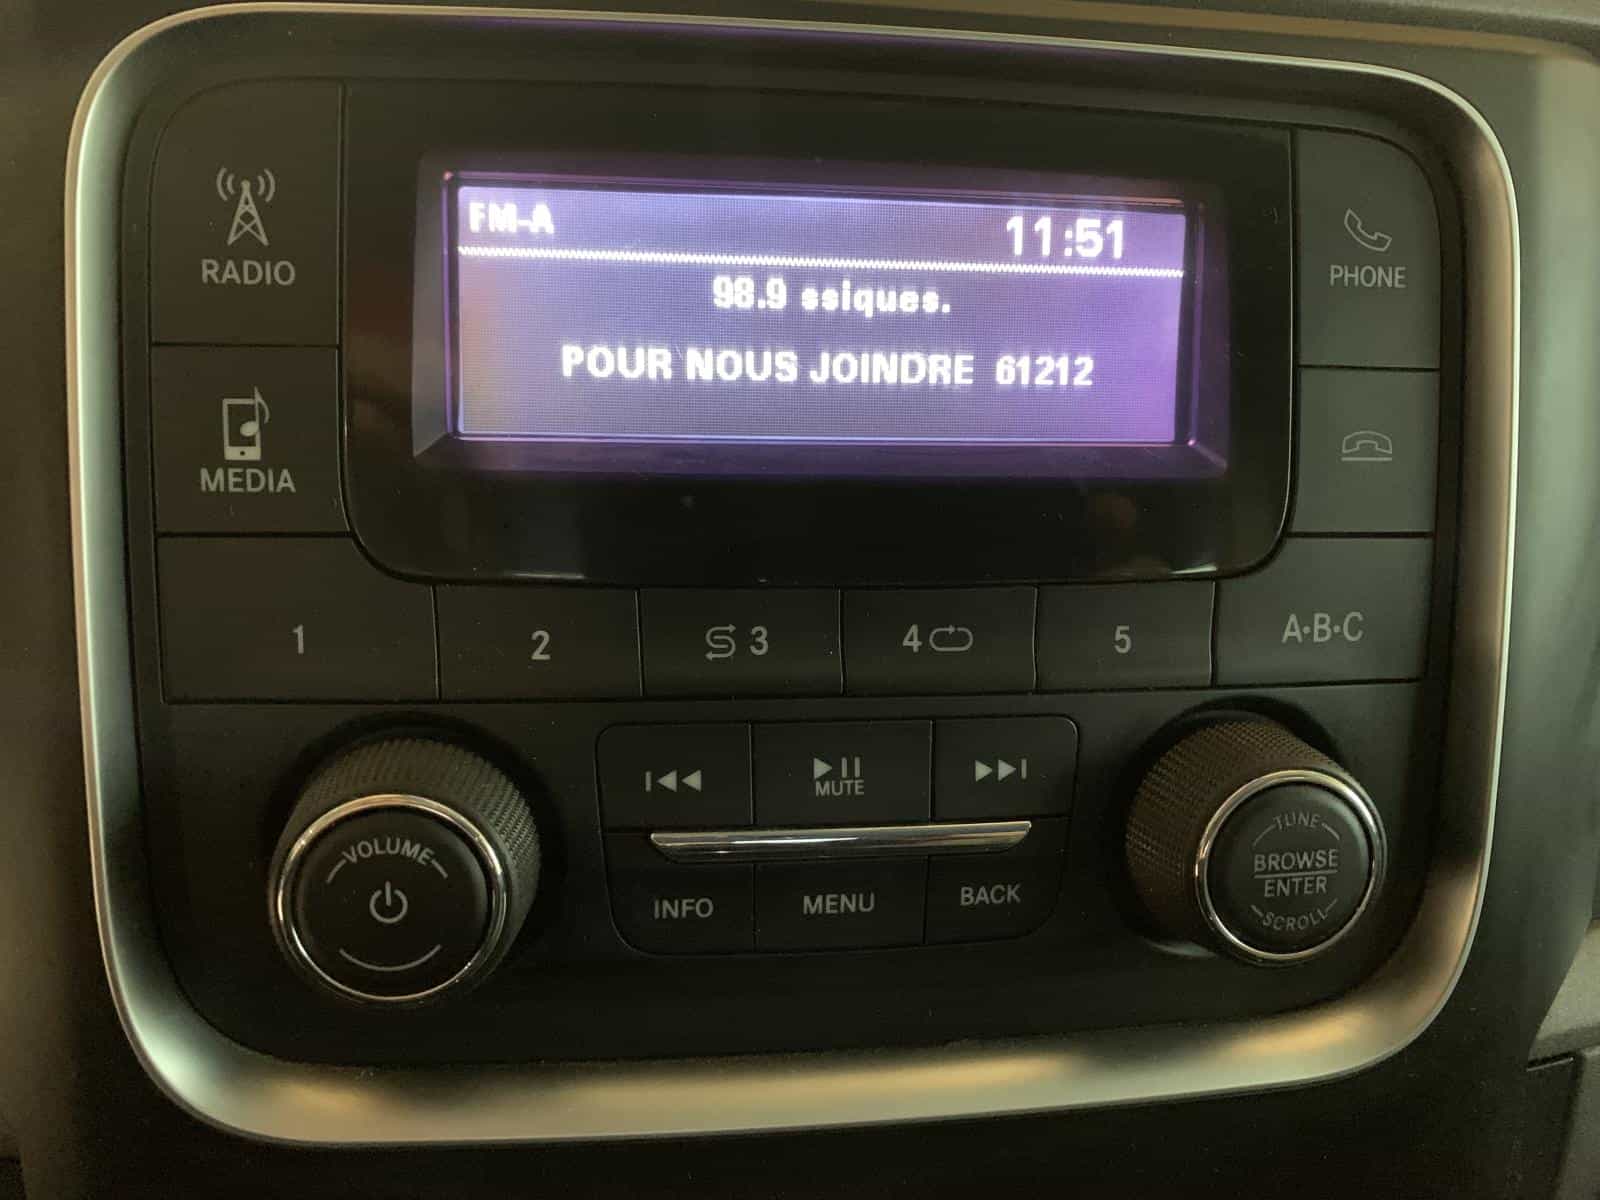 FM-A 11:51
98.9 ssiques.
POUR NOUS JOINDRE 61212
RADIO
MEDIA
PHONE
1 2 3 4 5 A·B·C
VOLUME
MUTE
INFO MENU BACK
TUNE
BROWSE
ENTER
SCROLL